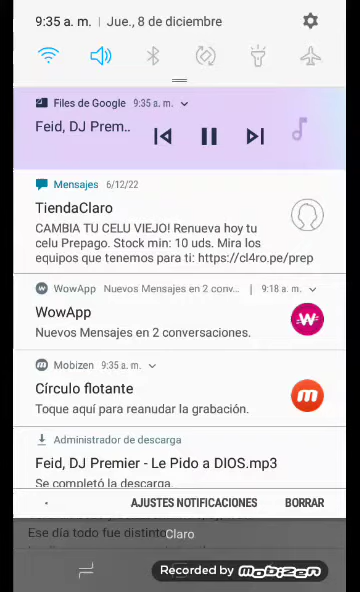 9:35 a. m. | Jue., 8 de diciembre
Files de Google 9:35 a. m.
Feid, DJ Prem..
Mensajes 6/12/22
TiendaClaro
CAMBIA TU CELU VIEJO! Renueva hoy tu
celu Prepago. Stock min: 10 uds. Mira los
equipos que tenemos para ti: https://cl4ro.pe/prep
WowApp Nuevos Mensajes en 2 conv... | 9:18 a. m.
WowApp
Nuevos Mensajes en 2 conversaciones.
Mobizen 9:35 a. m.
Círculo flotante
Toque aquí para reanudar la grabación.
Administrador de descarga
Feid, DJ Premier - Le Pido a DIOS.mp3
Se completó la descarga.
AJUSTES NOTIFICACIONES BORRAR
Ese día todo fue distinto
Claro
Recorded by mobizen